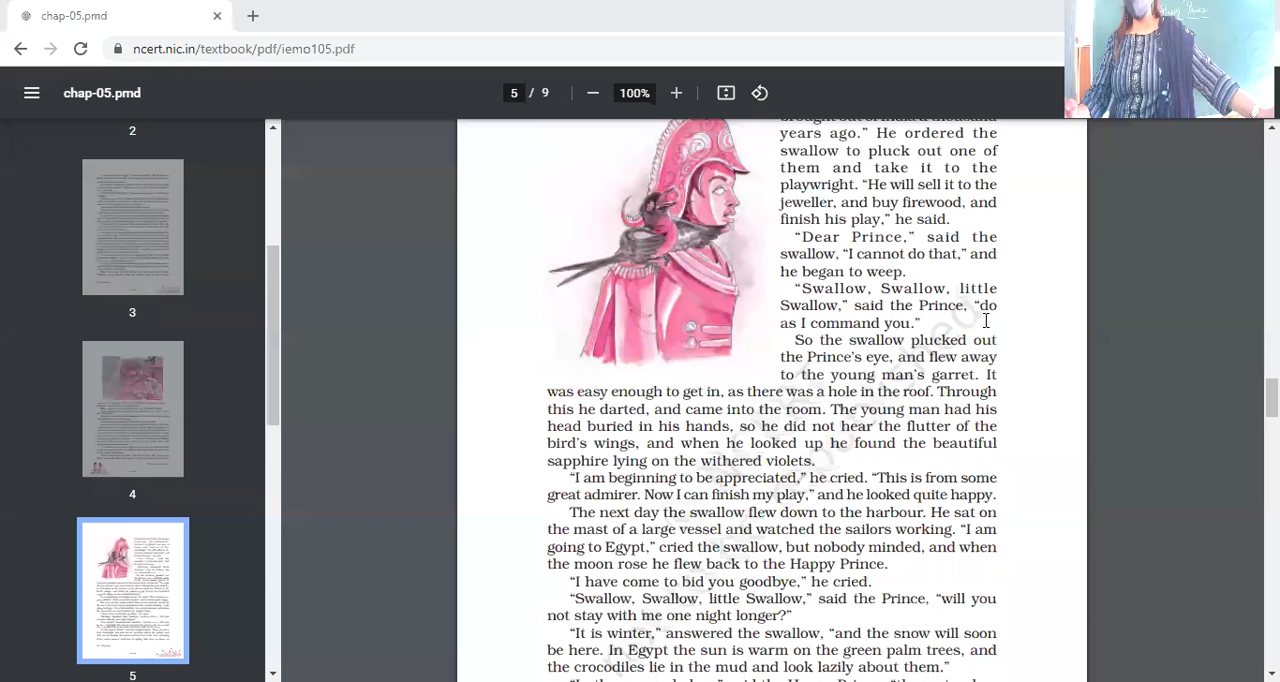 chap-05.pmd
ncert.nic.in/textbook/pdf/iemo105.pdf
Happy Prince
chap-05.pmd
5 / 9
100%
2
3
4
5
brought out of India a thousand
years ago.” He ordered the
swallow to pluck out one of
them and take it to the
playwright. “He will sell it to the
jeweller, and buy firewood, and
finish his play,” he said.
“Dear Prince,” said the
swallow, “I cannot do that,” and
he began to weep.
“Swallow, Swallow, little
Swallow,” said the Prince, “do
as I command you.”
So the swallow plucked out
the Prince’s eye, and flew away
to the young man’s garret. It
was easy enough to get in, as there was a hole in the roof. Through
this he darted, and came into the room. The young man had his
head buried in his hands, so he did not hear the flutter of the
bird’s wings, and when he looked up he found the beautiful
sapphire lying on the withered violets.
“I am beginning to be appreciated,” he cried. “This is from some
great admirer. Now I can finish my play,” and he looked quite happy.
The next day the swallow flew down to the harbour. He sat on
the mast of a large vessel and watched the sailors working. “I am
going to Egypt,” cried the swallow, but nobody minded, and when
the moon rose he flew back to the Happy Prince.
“I have come to bid you goodbye,” he cried.
“Swallow, Swallow, little Swallow,” said the Prince, “will you
not stay with me one night longer?”
“It is winter,” answered the swallow, “and the snow will soon
be here. In Egypt the sun is warm on the green palm trees, and
the crocodiles lie in the mud and look lazily about them.”